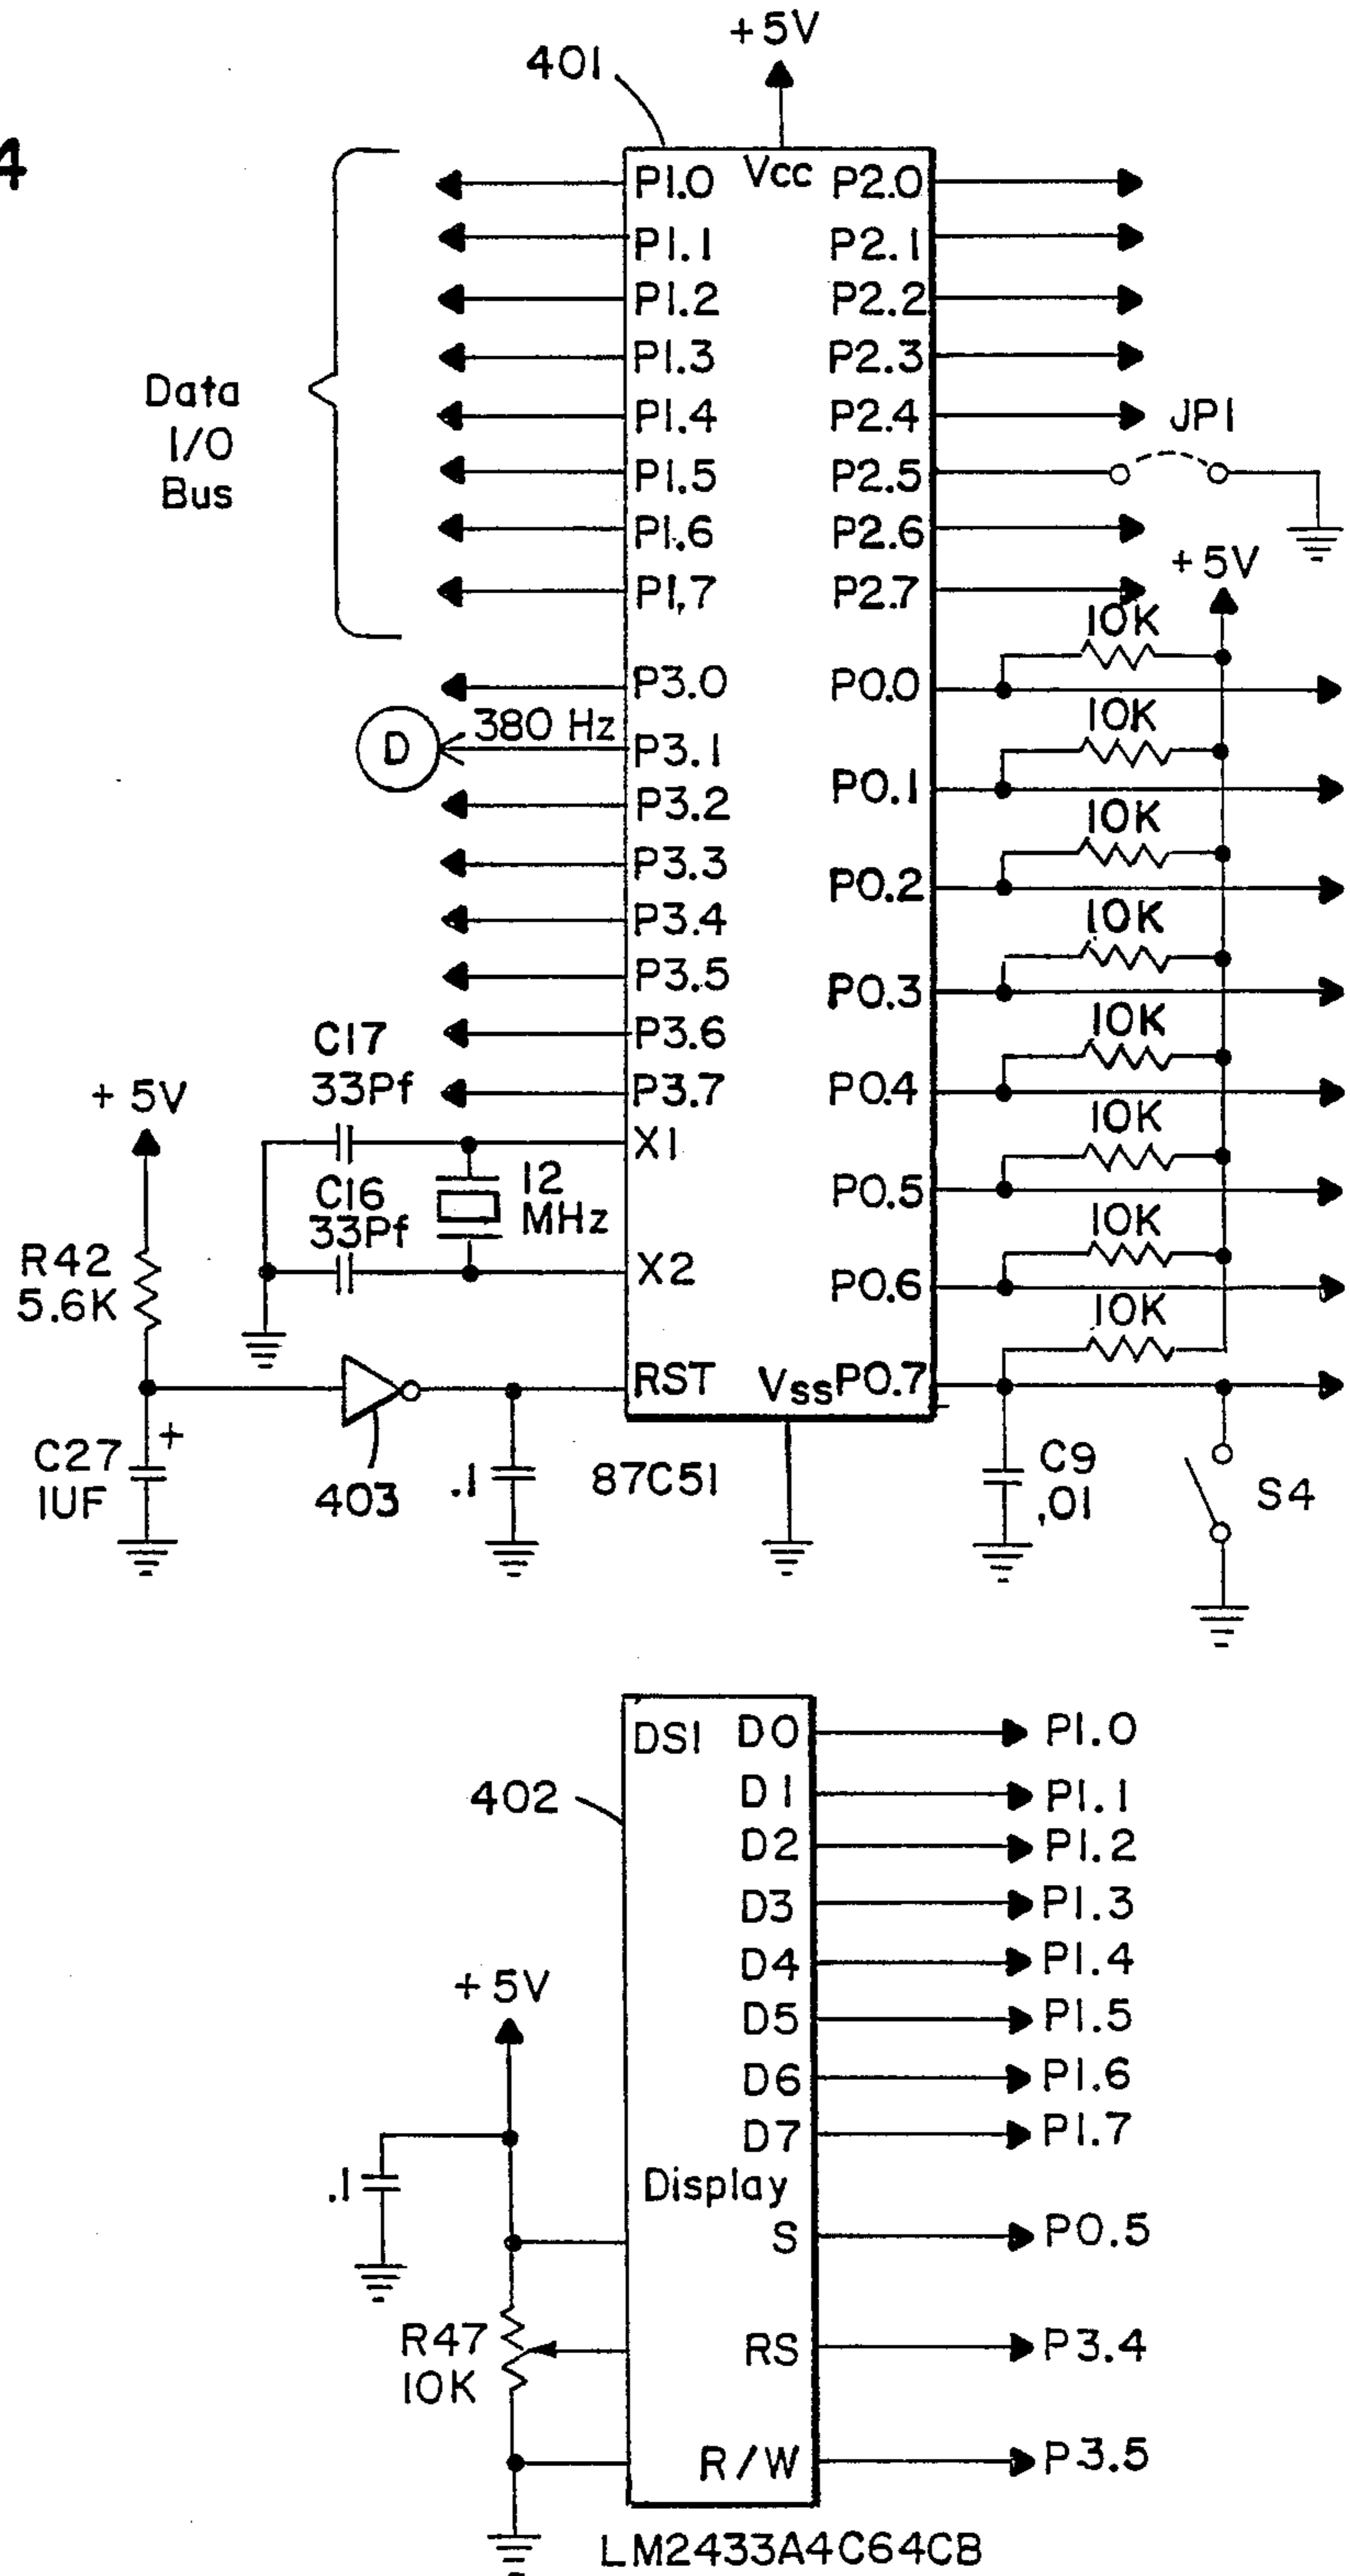 4
401
+5V
Vcc
P1.0
P1.1
P1.2
P1.3
P1.4
P1.5
P1.6
P1,7
Data
I/O
Bus
P3.0
380 Hz
D
P3.1
P3.2
P3.3
P3.4
P3.5
P3.6
P3.7
X1
X2
RST
Vss
P2.0
P2.1
P2.2
P2.3
P2.4
P2.5
P2.6
P2.7
JP1
+5V
10K
P0.0
10K
P0.1
10K
P0.2
10K
P0.3
10K
P0.4
10K
P0.5
10K
P0.6
10K
P0.7
C17
33Pf
C16
33Pf
12
MHz
+5V
R42
5.6K
C27
1UF
+
403
.1
87C51
C9
.01
S4
402
DS1
D0
P1.0
D1
P1.1
D2
P1.2
D3
P1.3
D4
P1.4
D5
P1.5
D6
P1.6
D7
P1.7
Display
S
P0.5
RS
P3.4
R/W
P3.5
+5V
.1
R47
10K
LM2433A4C64CB